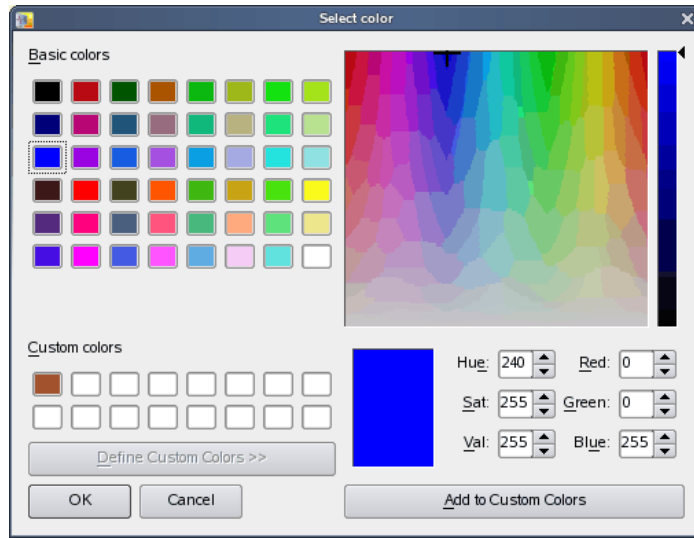 Select color
Basic colors
Custom colors
Define Custom Colors >>
OK Cancel
Hue: 240 Red: 0
Sat: 255 Green: 0
Val: 255 Blue: 255
Add to Custom Colors